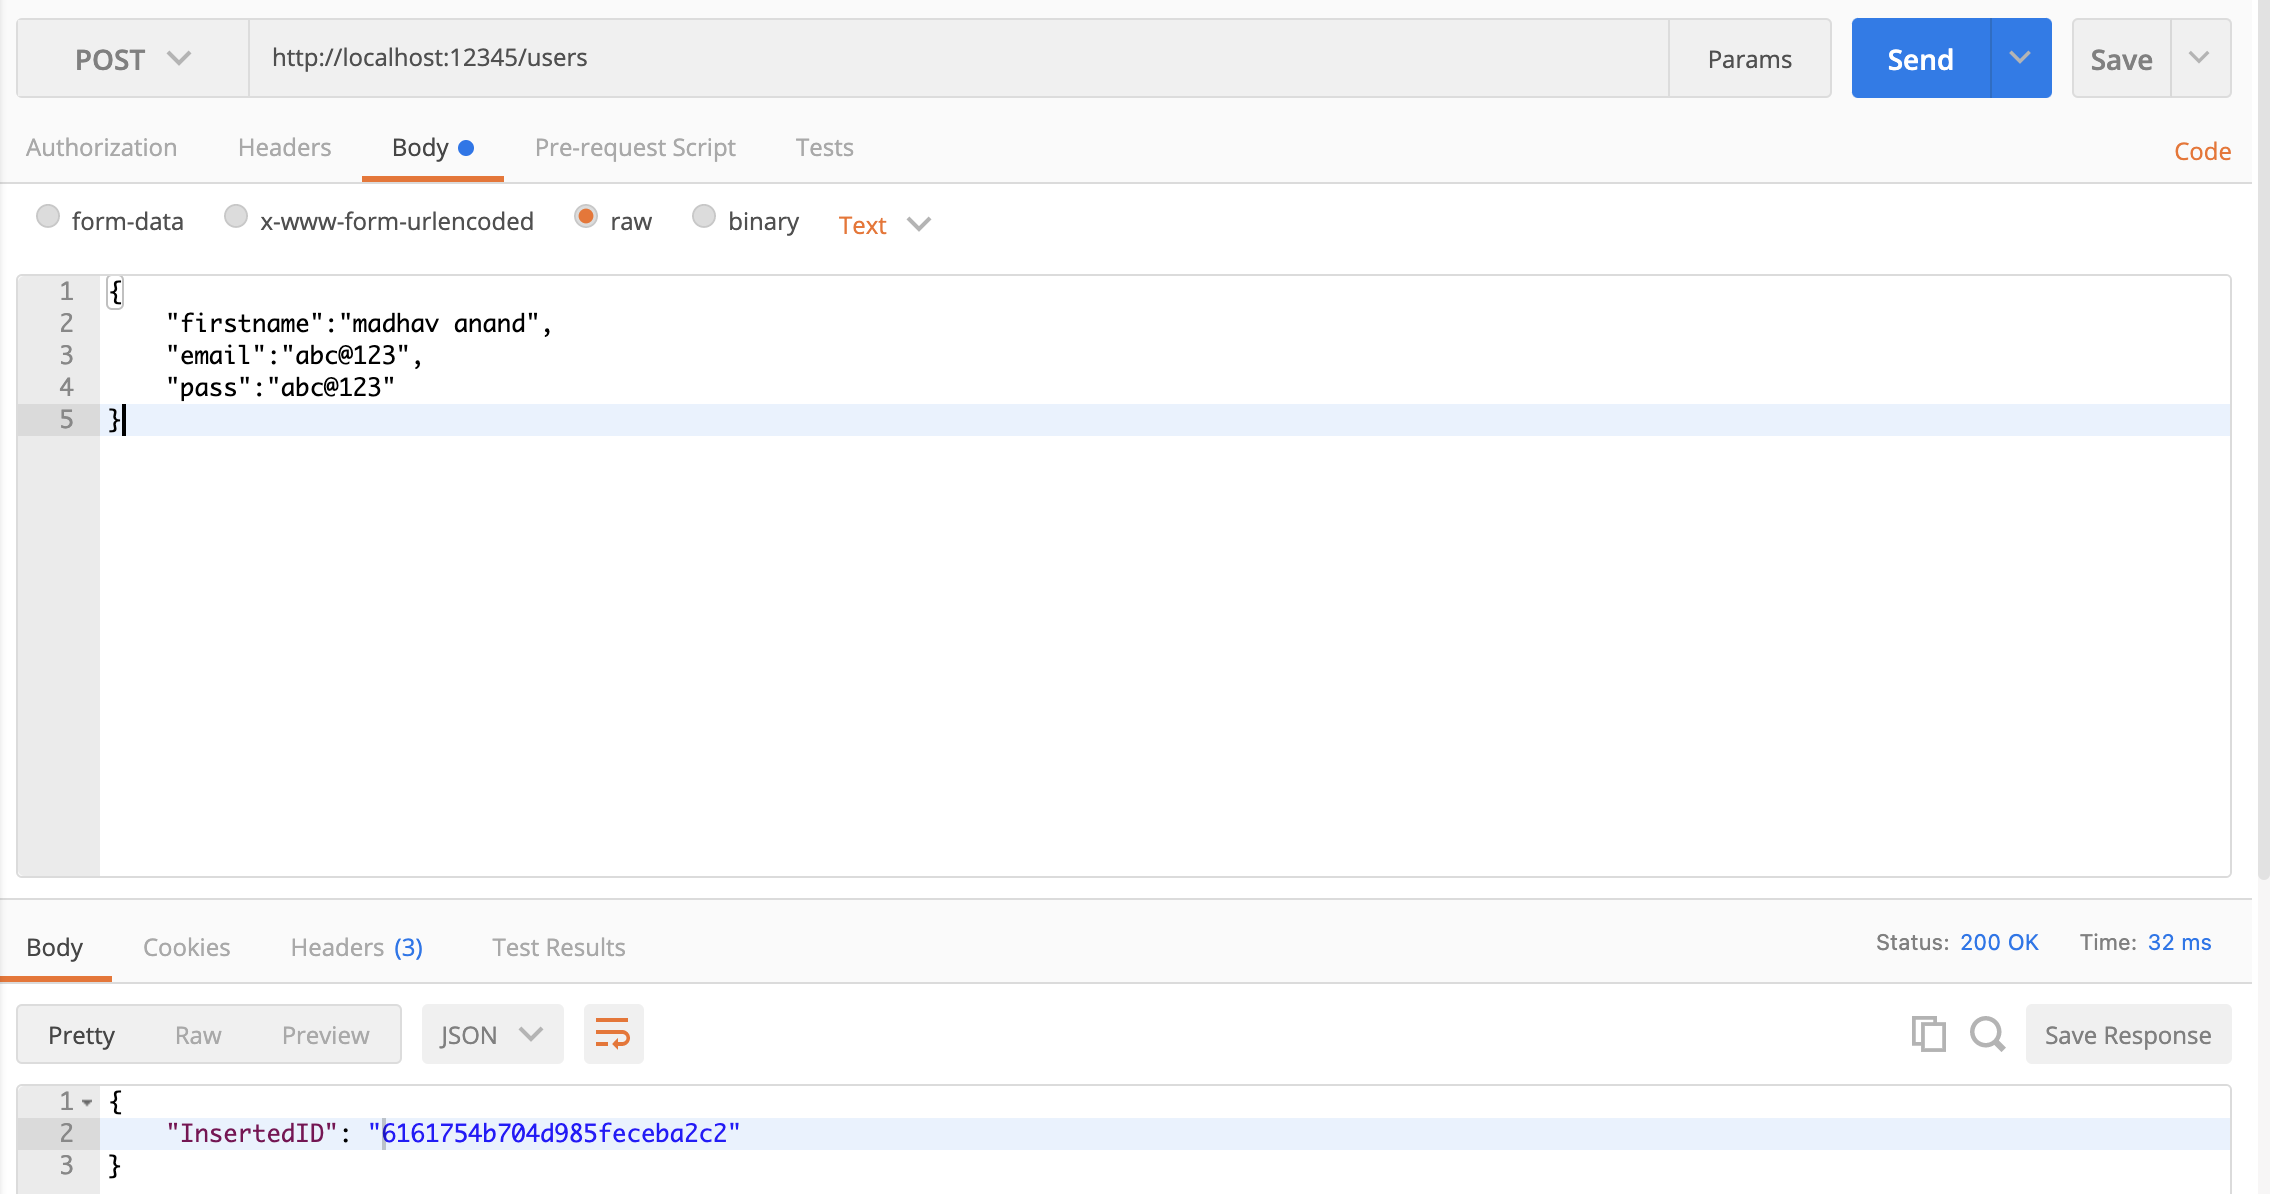 POST http://localhost:12345/users Params Send Save
Authorization Headers Body Pre-request Script Tests Code
form-data x-www-form-urlencoded raw binary Text
1 {
2 "firstname":"madhav anand",
3 "email":"abc@123",
4 "pass":"abc@123"
5 }
Body Cookies Headers (3) Test Results Status: 200 OK Time: 32 ms
Pretty Raw Preview JSON Save Response
1 {
2 "InsertedID": "6161754b704d985feceba2c2"
3 }